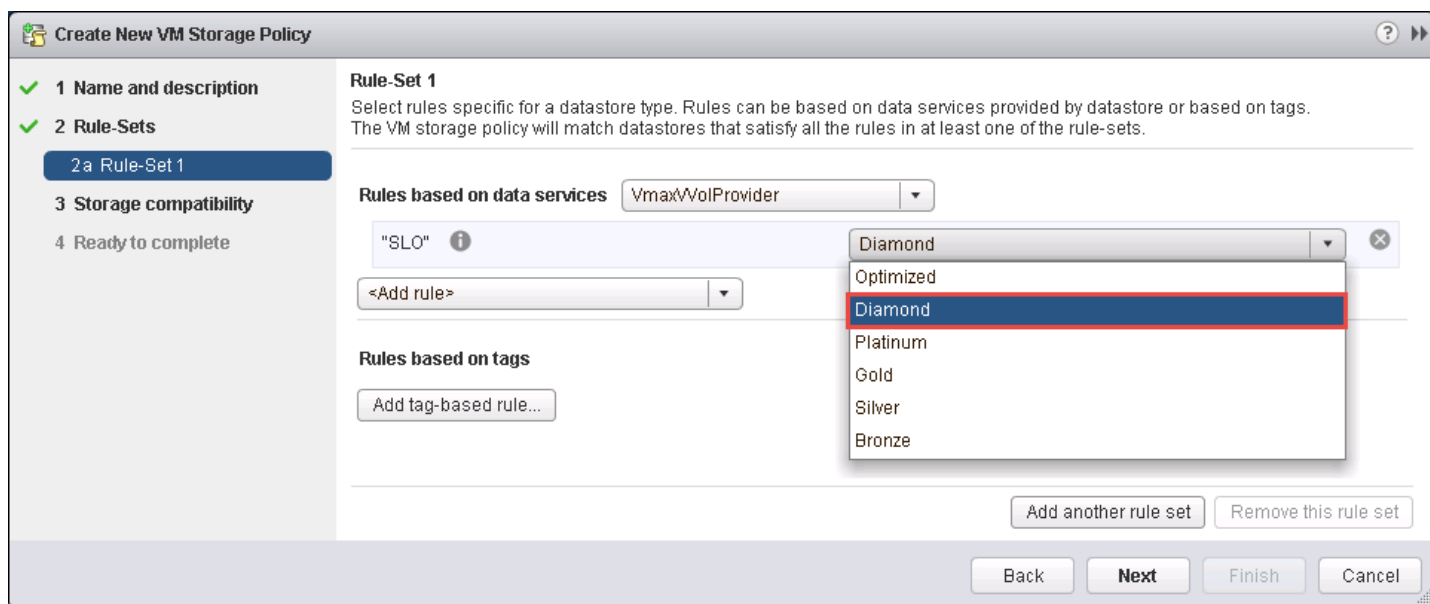 Create New VM Storage Policy
?
1 Name and description
2 Rule-Sets
2a Rule-Set 1
3 Storage compatibility
4 Ready to complete
Rule-Set 1
Select rules specific for a datastore type. Rules can be based on data services provided by datastore or based on tags.
The VM storage policy will match datastores that satisfy all the rules in at least one of the rule-sets.
Rules based on data services VmaxVVolProvider
"SLO" Diamond
<Add rule>
Optimized
Diamond
Platinum
Gold
Silver
Bronze
Rules based on tags
Add tag-based rule...
Add another rule set Remove this rule set
Back Next Finish Cancel